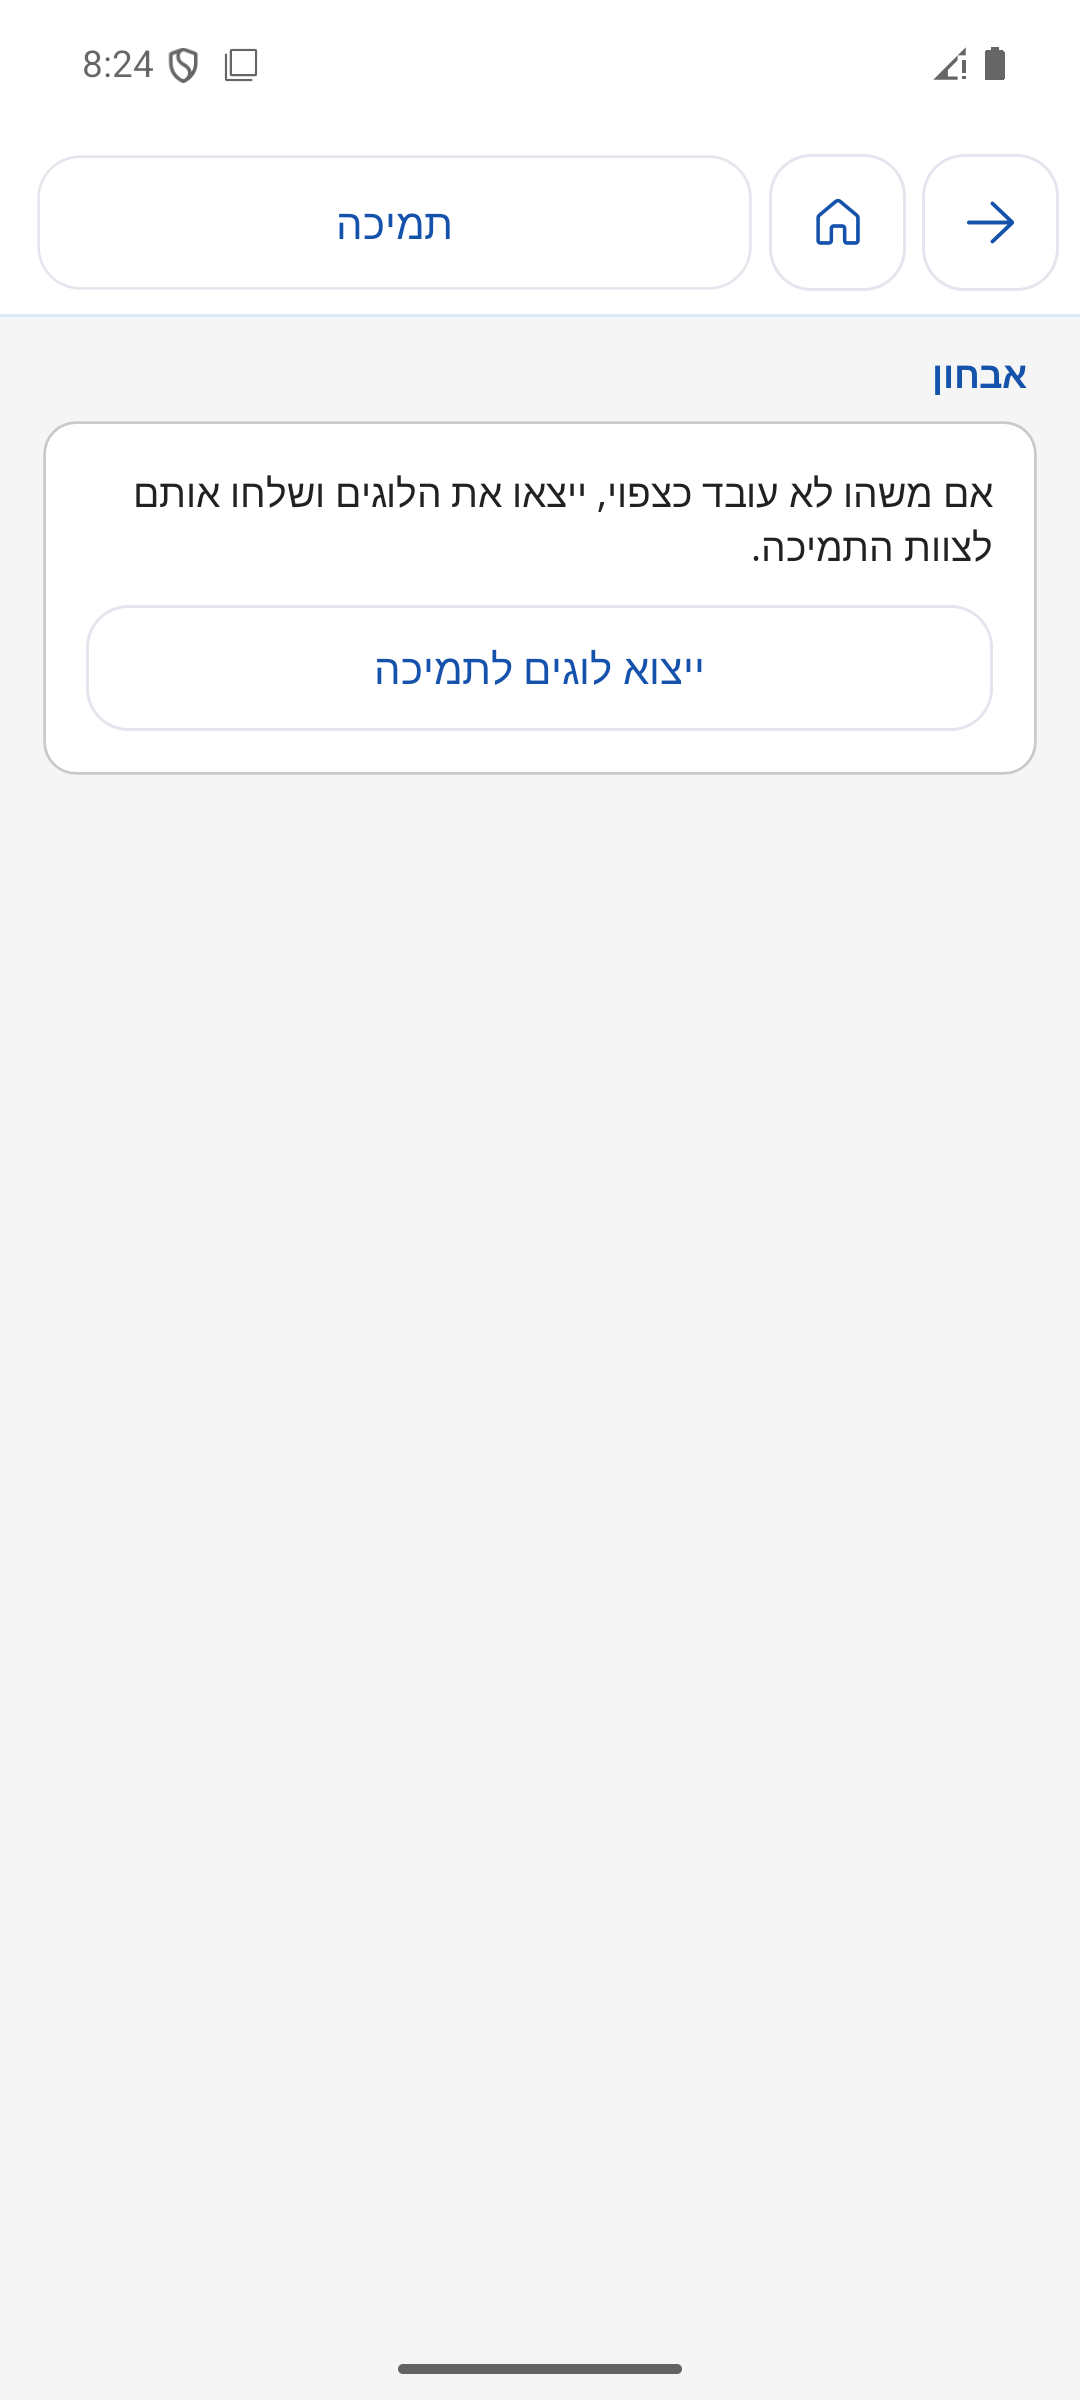 8:24
תמיכה
אבחון
אם משהו לא עובד כצפוי, ייצאו את הלוגים ושלחו אותם
לצוות התמיכה.
ייצוא לוגים לתמיכה